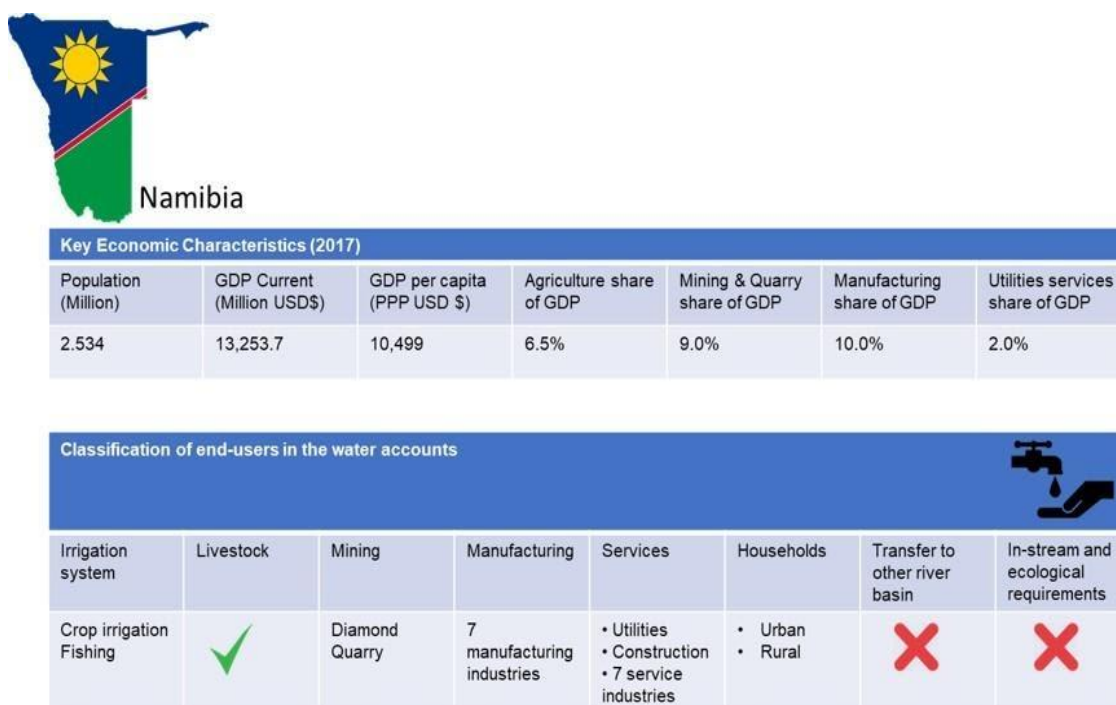 Namibia
Key Economic Characteristics (2017)
Population (Million)
GDP Current (Million USD$)
GDP per capita (PPP USD $)
Agriculture share of GDP
Mining & Quarry share of GDP
Manufacturing share of GDP
Utilities services share of GDP
2.534
13,253.7
10,499
6.5%
9.0%
10.0%
2.0%
Classification of end-users in the water accounts
Irrigation system
Livestock
Mining
Manufacturing
Services
Households
Transfer to other river basin
In-stream and ecological requirements
Crop irrigation
Fishing
Diamond
Quarry
7 manufacturing industries
• Utilities
• Construction
• 7 service industries
• Urban
• Rural